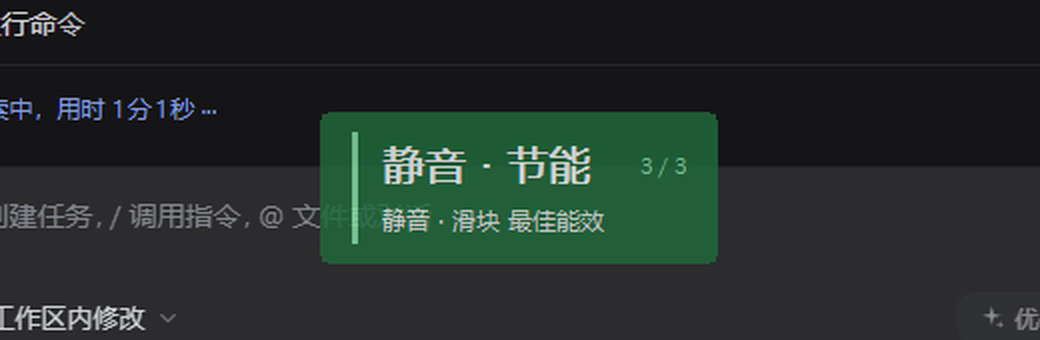 行命令
索中，用时 1分1秒 ···
静音 · 节能 3 / 3
创建任务, / 调用指令, @ 文件或
静音 · 滑块 最佳能效
工作区内修改
优